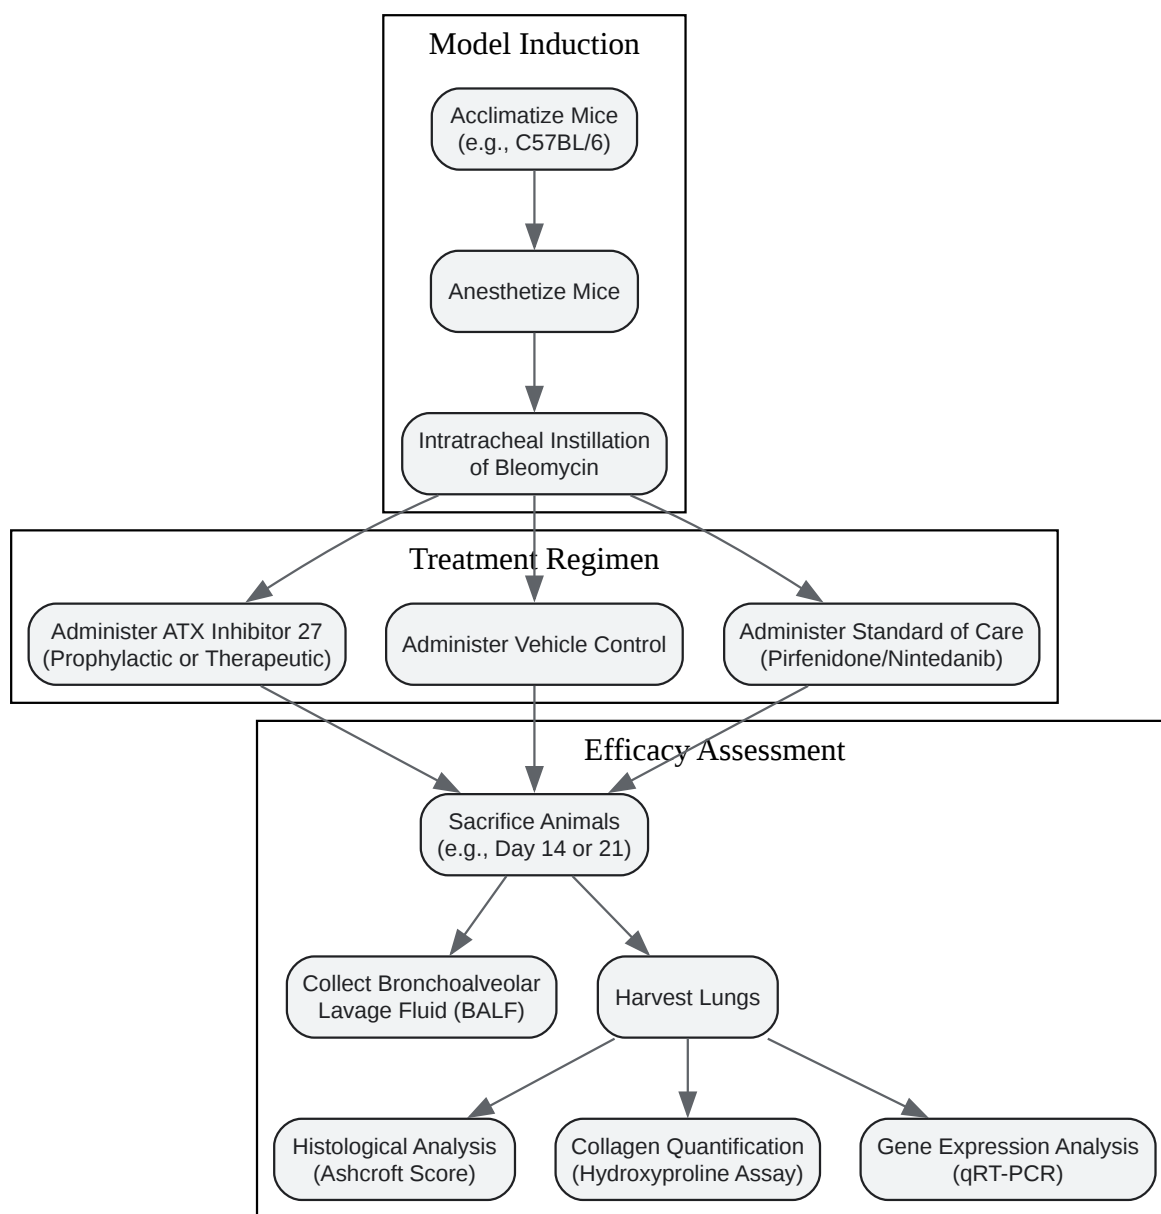 Model Induction
Acclimatize Mice
(e.g., C57BL/6)
Anesthetize Mice
Intratracheal Instillation
of Bleomycin
Treatment Regimen
Administer ATX Inhibitor 27
(Prophylactic or Therapeutic)
Administer Vehicle Control
Administer Standard of Care
(Pirfenidone/Nintedanib)
Efficacy Assessment
Sacrifice Animals
(e.g., Day 14 or 21)
Collect Bronchoalveolar
Lavage Fluid (BALF)
Harvest Lungs
Histological Analysis
(Ashcroft Score)
Collagen Quantification
(Hydroxyproline Assay)
Gene Expression Analysis
(qRT-PCR)